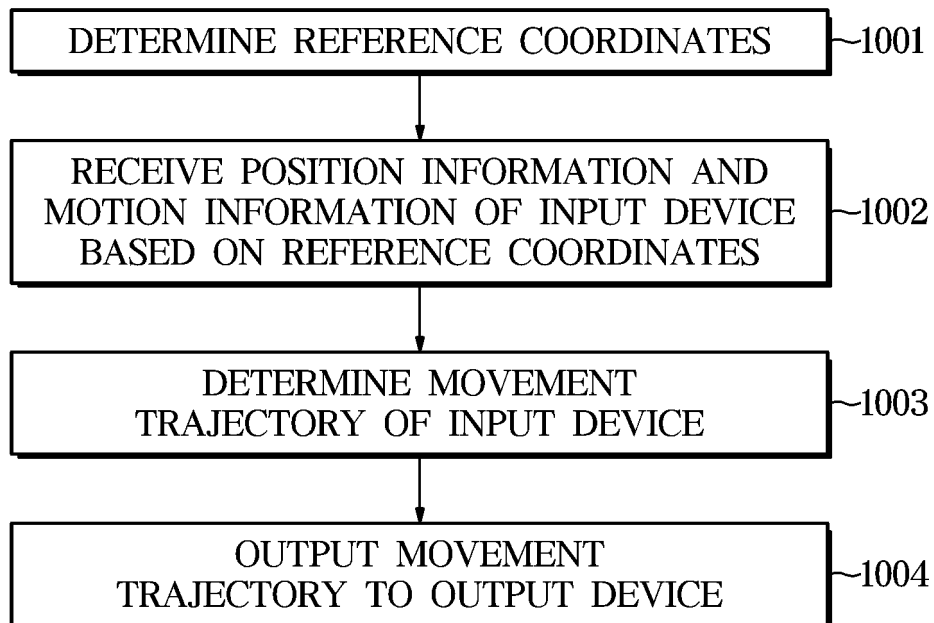 DETERMINE REFERENCE COORDINATES ~1001
RECEIVE POSITION INFORMATION AND
MOTION INFORMATION OF INPUT DEVICE ~1002
BASED ON REFERENCE COORDINATES
DETERMINE MOVEMENT
TRAJECTORY OF INPUT DEVICE ~1003
OUTPUT MOVEMENT
TRAJECTORY TO OUTPUT DEVICE ~1004